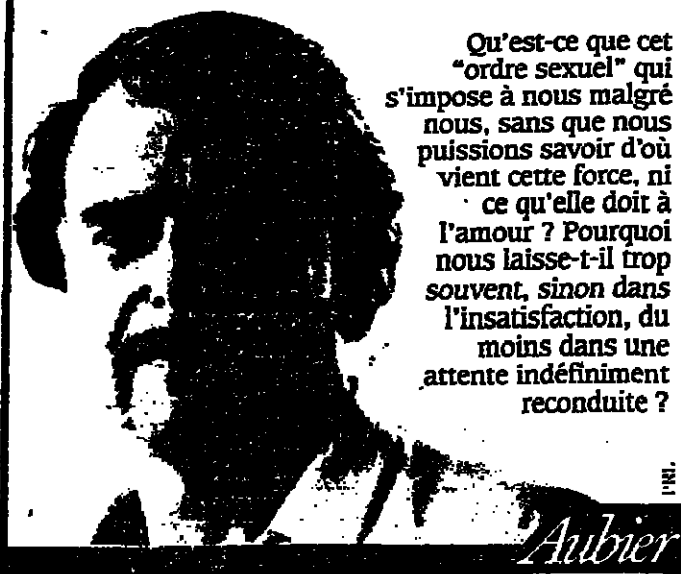 Qu'est-ce que cet
"ordre sexuel" qui
s'impose à nous malgré
nous, sans que nous
puissions savoir d'où
vient cette force, ni
ce qu'elle doit à
l'amour ? Pourquoi
nous laisse-t-il trop
souvent, sinon dans
l'insatisfaction, du
moins dans une
attente indéfiniment
reconduite ?
Aubier